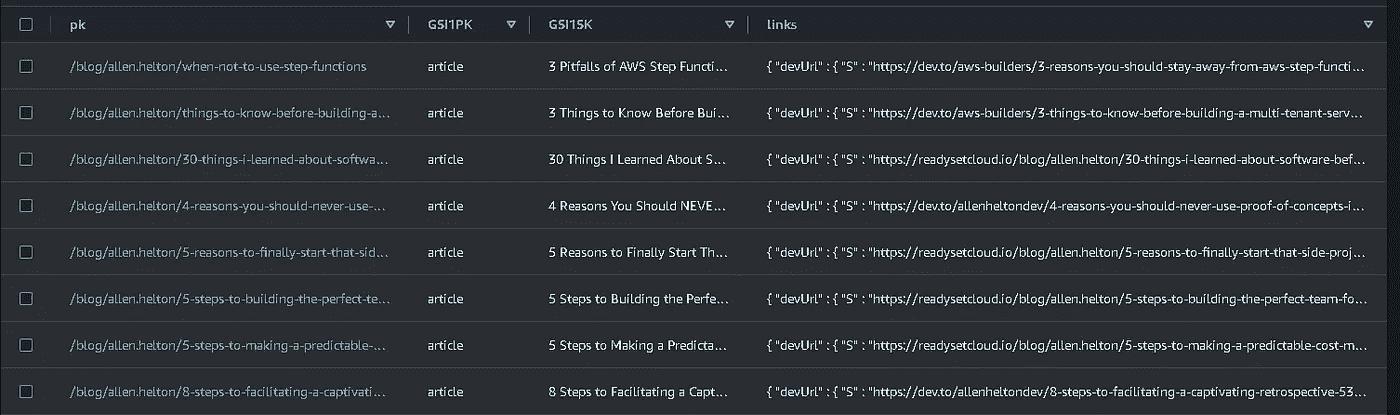 pk GSI1PK GSI1SK links
/blog/allen.helton/when-not-to-use-step-functions article 3 Pitfalls of AWS Step Functi... { "devUrl" : { "S" : "https://dev.to/aws-builders/3-reasons-you-should-stay-away-from-aws-step-functi...
/blog/allen.helton/things-to-know-before-building-a... article 3 Things to Know Before Bui... { "devUrl" : { "S" : "https://dev.to/aws-builders/3-things-to-know-before-building-a-multi-tenant-serv...
/blog/allen.helton/30-things-i-learned-about-softwa... article 30 Things I Learned About S... { "devUrl" : { "S" : "https://readysetcloud.io/blog/allen.helton/30-things-i-learned-about-software-bef...
/blog/allen.helton/4-reasons-you-should-never-use-... article 4 Reasons You Should NEVE... { "devUrl" : { "S" : "https://dev.to/allenheltondev/4-reasons-you-should-never-use-proof-of-concepts-i...
/blog/allen.helton/5-reasons-to-finally-start-that-sid... article 5 Reasons to Finally Start Th... { "devUrl" : { "S" : "https://readysetcloud.io/blog/allen.helton/5-reasons-to-finally-start-that-side-proj...
/blog/allen.helton/5-steps-to-building-the-perfect-te... article 5 Steps to Building the Perfe... { "devUrl" : { "S" : "https://readysetcloud.io/blog/allen.helton/5-steps-to-building-the-perfect-team-fo...
/blog/allen.helton/5-steps-to-making-a-predictable-... article 5 Steps to Making a Predicta... { "devUrl" : { "S" : "https://readysetcloud.io/blog/allen.helton/5-steps-to-making-a-predictable-cost-m...
/blog/allen.helton/8-steps-to-facilitating-a-captivati... article 8 Steps to Facilitating a Capt... { "devUrl" : { "S" : "https://dev.to/allenheltondev/8-steps-to-facilitating-a-captivating-retrospective-53...